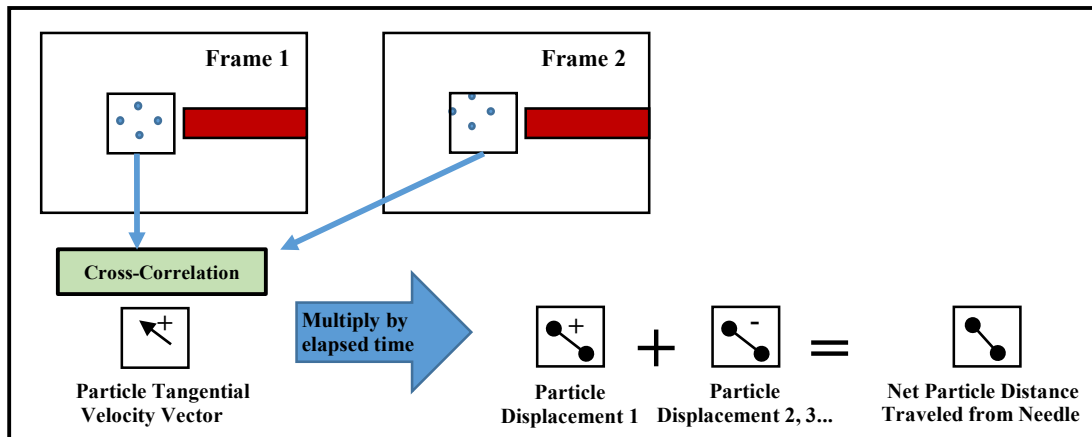 Frame 1
Frame 2
Cross-Correlation
+
Particle Tangential
Velocity Vector
Multiply by
elapsed time
+
Particle
Displacement 1
+
-
Particle
Displacement 2, 3...
=
Net Particle Distance
Traveled from Needle